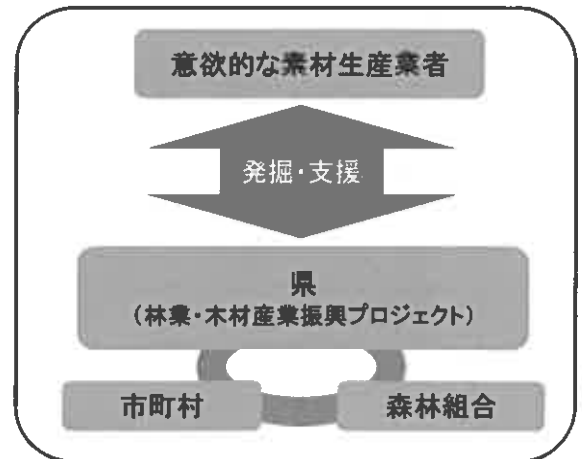 意欲的な素材生産業者
発掘・支援
県
（林業・木材産業振興プロジェクト）
市町村
森林組合